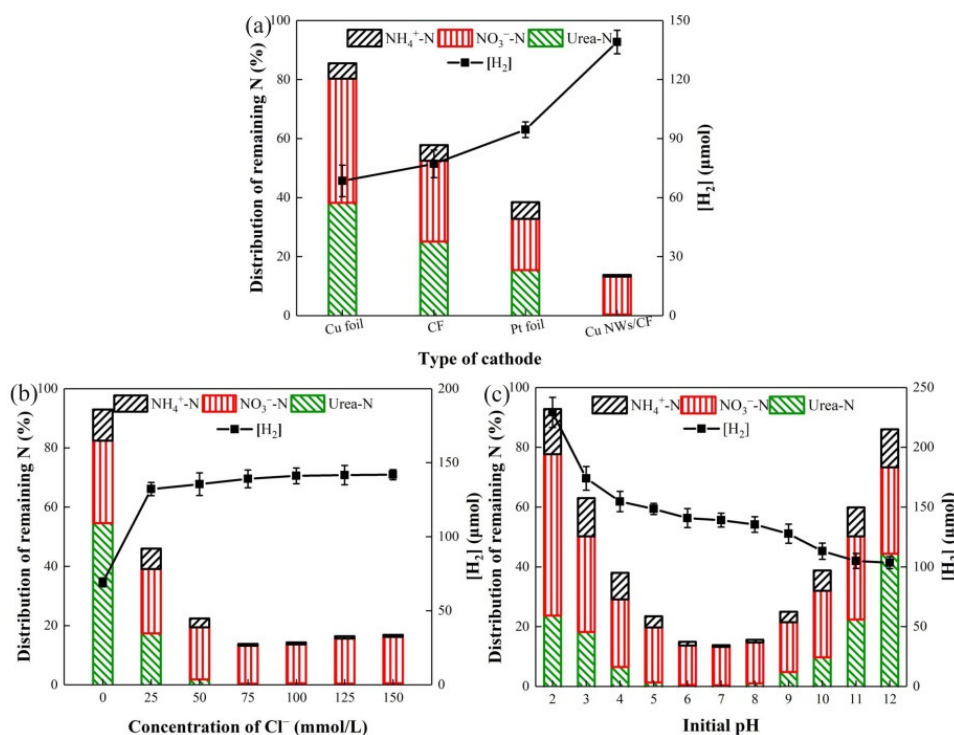 (a)
NH₄⁺-N NO₃⁻-N Urea-N
[H₂]
Distribution of remaining N (%)
100
80
60
40
20
0
[H₂] (μmol)
150
120
90
60
30
0
Cu foil CF Pt foil Cu NWs/CF
Type of cathode
(b)
NH₄⁺-N NO₃⁻-N Urea-N
[H₂]
Distribution of remaining N (%)
100
80
60
40
20
0
[H₂] (μmol)
200
150
100
50
0
0 25 50 75 100 125 150
Concentration of Cl⁻ (mmol/L)
(c)
NH₄⁺-N NO₃⁻-N Urea-N
[H₂]
Distribution of remaining N (%)
100
80
60
40
20
0
[H₂] (μmol)
250
200
150
100
50
0
2 3 4 5 6 7 8 9 10 11 12
Initial pH